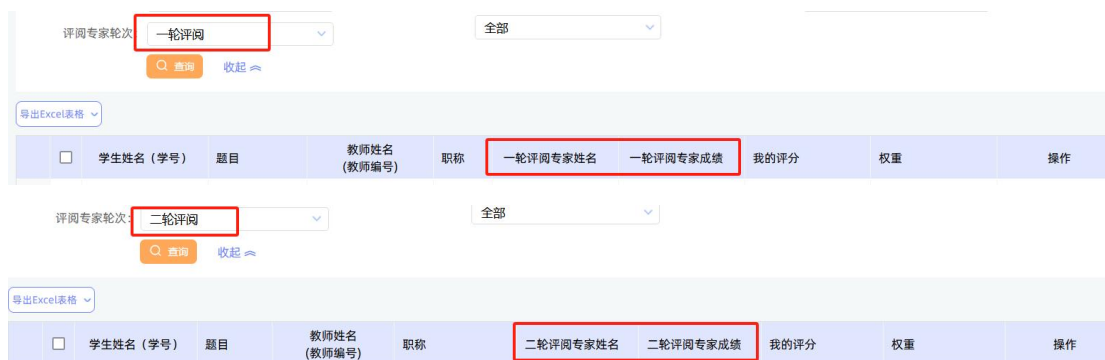 评阅专家轮次: 一轮评阅 全部
查询 收起
导出Excel表格
学生姓名（学号） 题目 教师姓名 (教师编号) 职称 一轮评阅专家姓名 一轮评阅专家成绩 我的评分 权重 操作
评阅专家轮次: 二轮评阅 全部
查询 收起
导出Excel表格
学生姓名（学号） 题目 教师姓名 (教师编号) 职称 二轮评阅专家姓名 二轮评阅专家成绩 我的评分 权重 操作